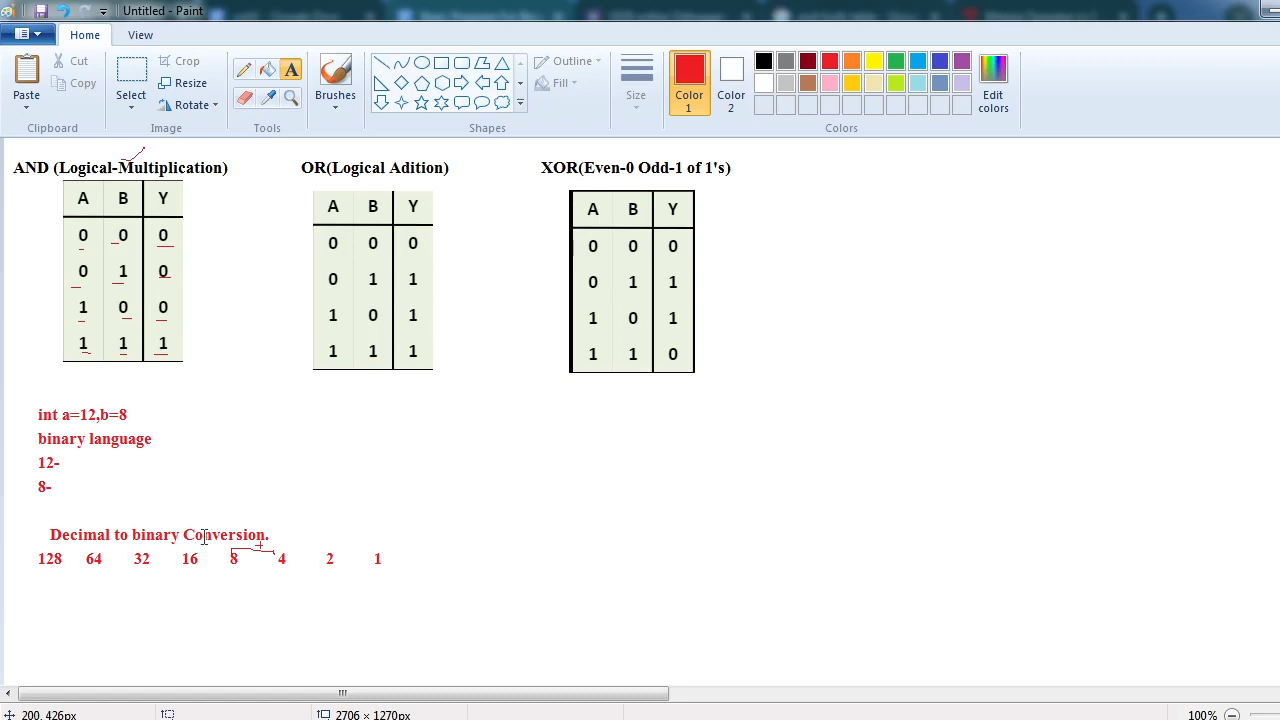 Untitled - Paint
Home View
Paste Cut Copy Clipboard
Select Crop Resize Rotate Image
Tools
Brushes
Outline Fill Shapes
Size
Color 1 Color 2 Edit colors Colors
AND (Logical-Multiplication)
A B Y
0 0 0
0 1 0
1 0 0
1 1 1
OR(Logical Adition)
A B Y
0 0 0
0 1 1
1 0 1
1 1 1
XOR(Even-0 Odd-1 of 1's)
A B Y
0 0 0
0 1 1
1 0 1
1 1 0
int a=12,b=8
binary language
12-
8-
Decimal to binary Conversion.
128 64 32 16 8 4 2 1
200, 426px 2706 × 1270px 100%